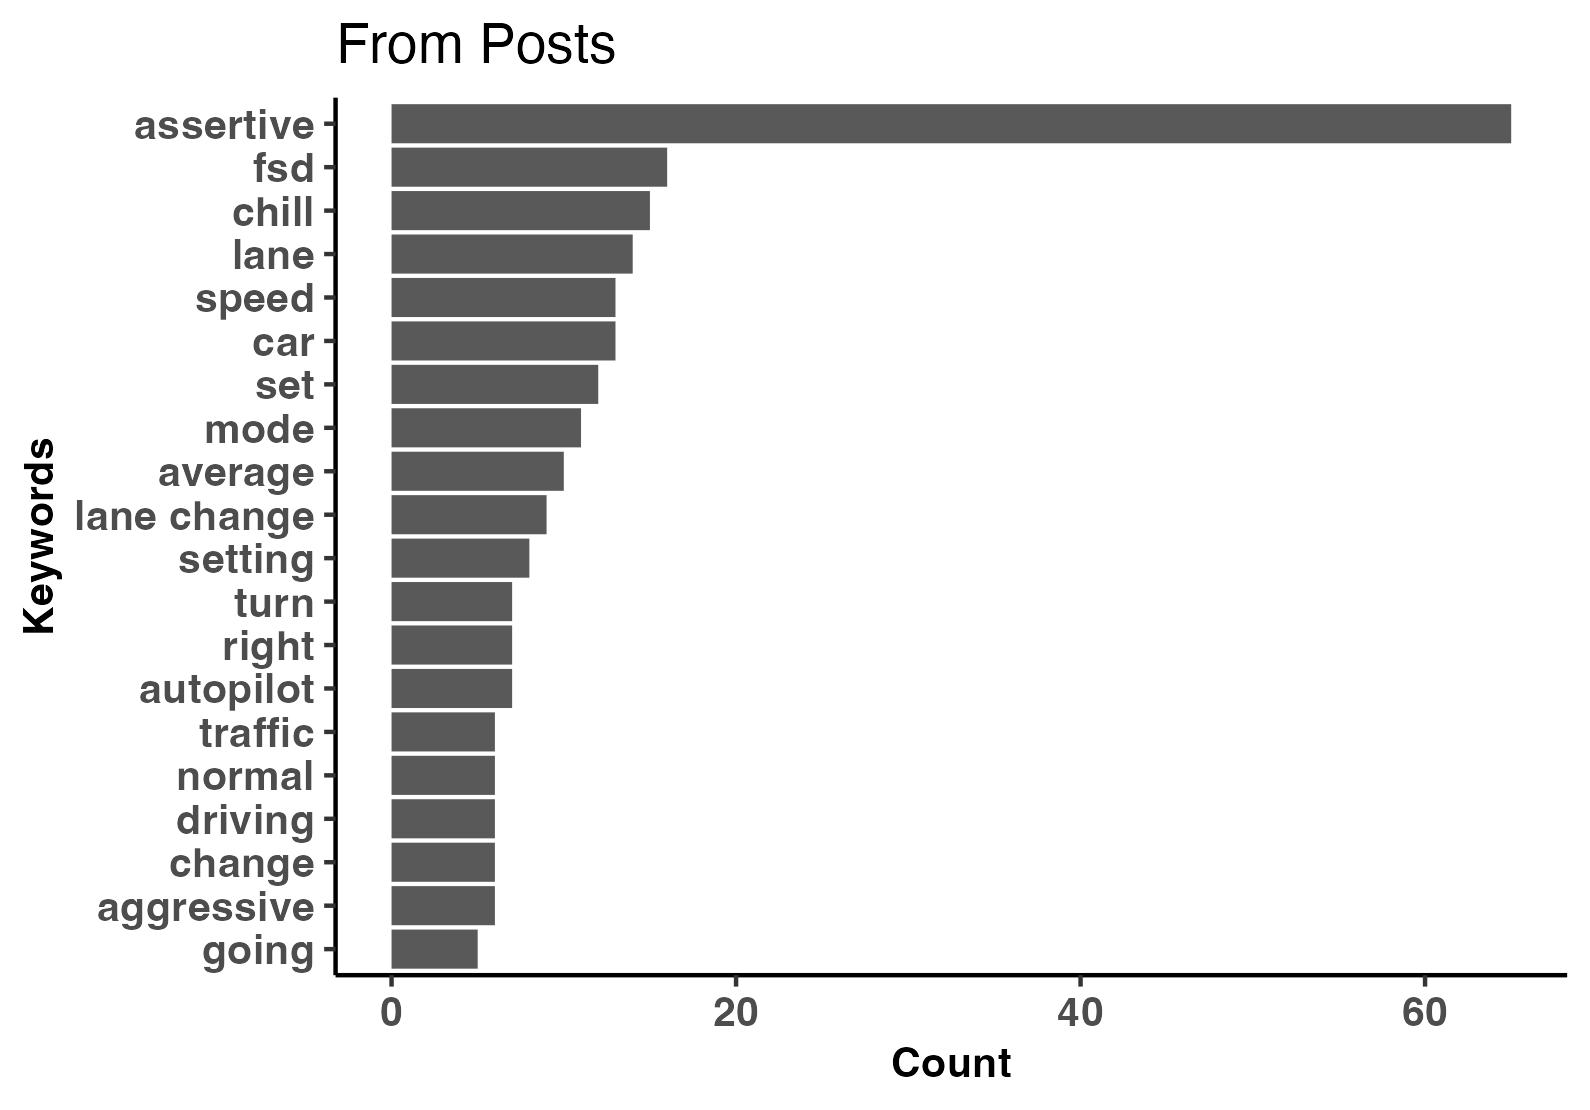 From Posts
assertive
fsd
chill
lane
speed
car
set
mode
average
lane change
setting
turn
right
autopilot
traffic
normal
driving
change
aggressive
going
Keywords
0 20 40 60
Count